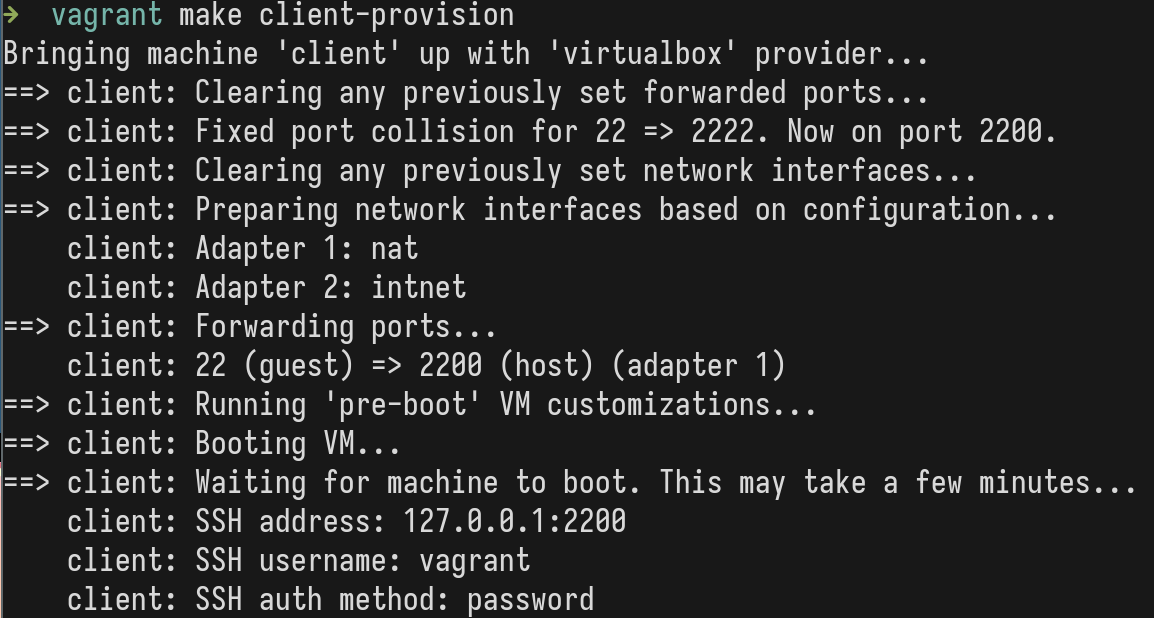 ➜  vagrant make client-provision
Bringing machine 'client' up with 'virtualbox' provider...
==> client: Clearing any previously set forwarded ports...
==> client: Fixed port collision for 22 => 2222. Now on port 2200.
==> client: Clearing any previously set network interfaces...
==> client: Preparing network interfaces based on configuration...
    client: Adapter 1: nat
    client: Adapter 2: intnet
==> client: Forwarding ports...
    client: 22 (guest) => 2200 (host) (adapter 1)
==> client: Running 'pre-boot' VM customizations...
==> client: Booting VM...
==> client: Waiting for machine to boot. This may take a few minutes...
    client: SSH address: 127.0.0.1:2200
    client: SSH username: vagrant
    client: SSH auth method: password